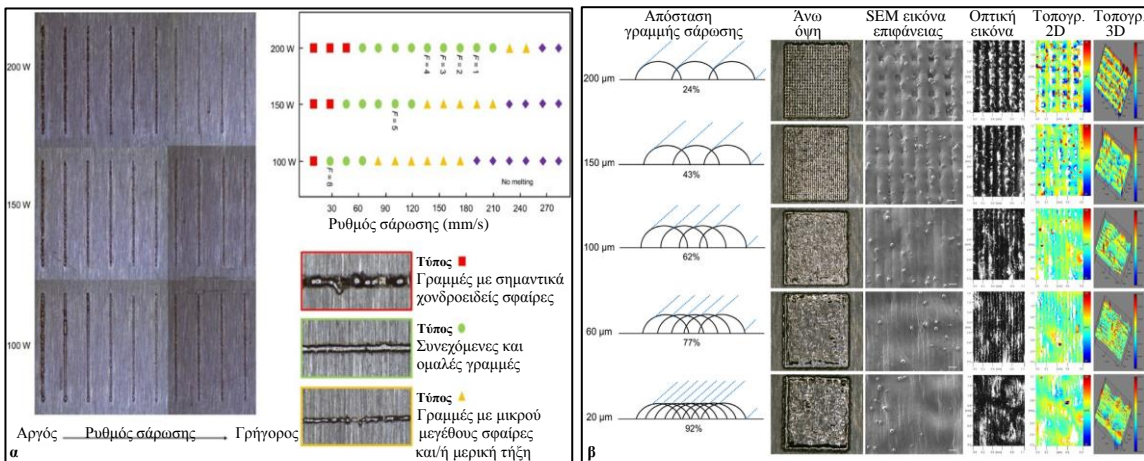 200 W
150 W
100 W
Αργός Ρυθμός σάρωσης Γρήγορος
α
200 W
F = 4
F = 3
F = 2
F = 1
150 W
F = 5
100 W
F = 8
No melting
30 60 90 120 150 180 210 240 270
Ρυθμός σάρωσης (mm/s)
Τύπος
Γραμμές με σημαντικά
χονδροειδείς σφαίρες
Τύπος
Συνεχόμενες και
ομαλές γραμμές
Τύπος
Γραμμές με μικρού
μεγέθους σφαίρες
και/ή μερική τήξη
Απόσταση
γραμμής σάρωσης
Άνω
όψη
SEM εικόνα
επιφάνειας
Οπτική
εικόνα
Τοπογρ.
2D
Τοπογρ.
3D
200 μm
24%
150 μm
43%
100 μm
62%
60 μm
77%
20 μm
92%
β